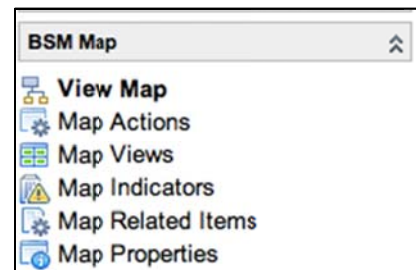 BSM Map
View Map
Map Actions
Map Views
Map Indicators
Map Related Items
Map Properties